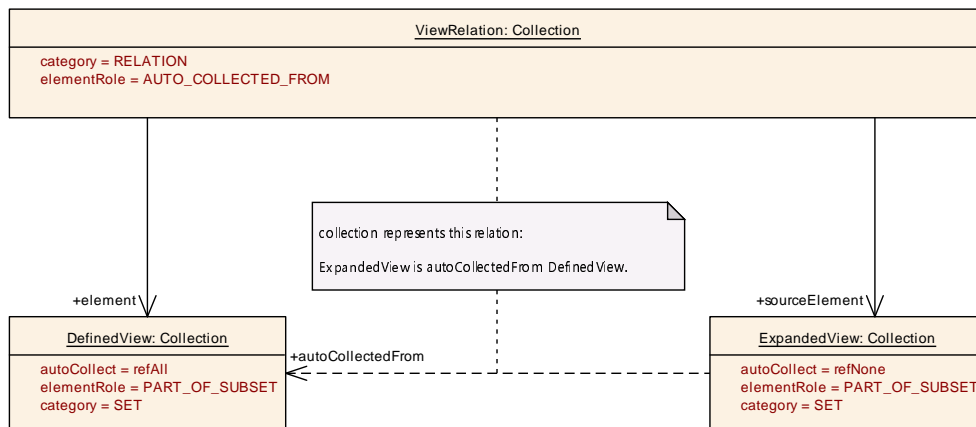 ViewRelation: Collection
category = RELATION
elementRole = AUTO_COLLECTED_FROM
collection represents this relation:
ExpandedView is autoCollectedFrom DefinedView.
+element
+sourceElement
DefinedView: Collection
autoCollect = refAll
elementRole = PART_OF_SUBSET
category = SET
+autoCollectedFrom
ExpandedView: Collection
autoCollect = refNone
elementRole = PART_OF_SUBSET
category = SET